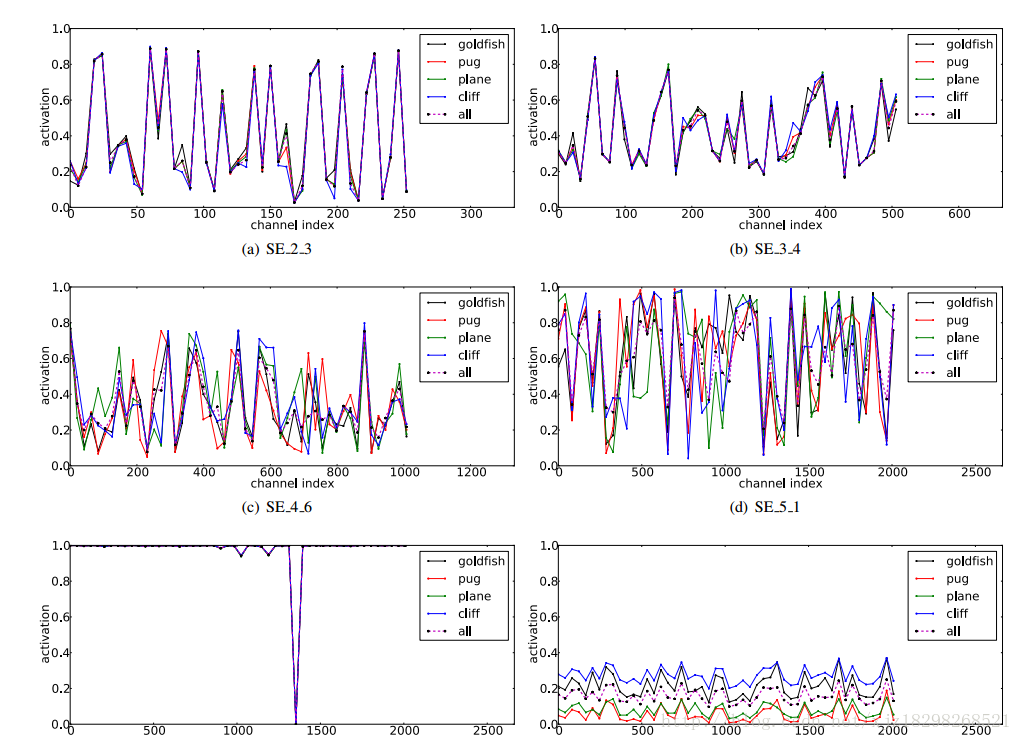 1.0
0.8
0.6
0.4
0.2
0.0
activation
0 50 100 150 200 250 300
channel index
goldfish
pug
plane
cliff
all
(a) SE_2_3
1.0
0.8
0.6
0.4
0.2
0.0
activation
0 100 200 300 400 500 600
channel index
goldfish
pug
plane
cliff
all
(b) SE_3_4
1.0
0.8
0.6
0.4
0.2
0.0
activation
0 200 400 600 800 1000 1200
channel index
goldfish
pug
plane
cliff
all
(c) SE_4_6
1.0
0.8
0.6
0.4
0.2
0.0
activation
0 500 1000 1500 2000 2500
channel index
goldfish
pug
plane
cliff
all
(d) SE_5_1
1.0
0.8
0.6
0.4
0.2
0.0
activation
0 500 1000 1500 2000 2500
goldfish
pug
plane
cliff
all
1.0
0.8
0.6
0.4
0.2
0.0
activation
0 500 1000 1500 2000 2500
goldfish
pug
plane
cliff
all